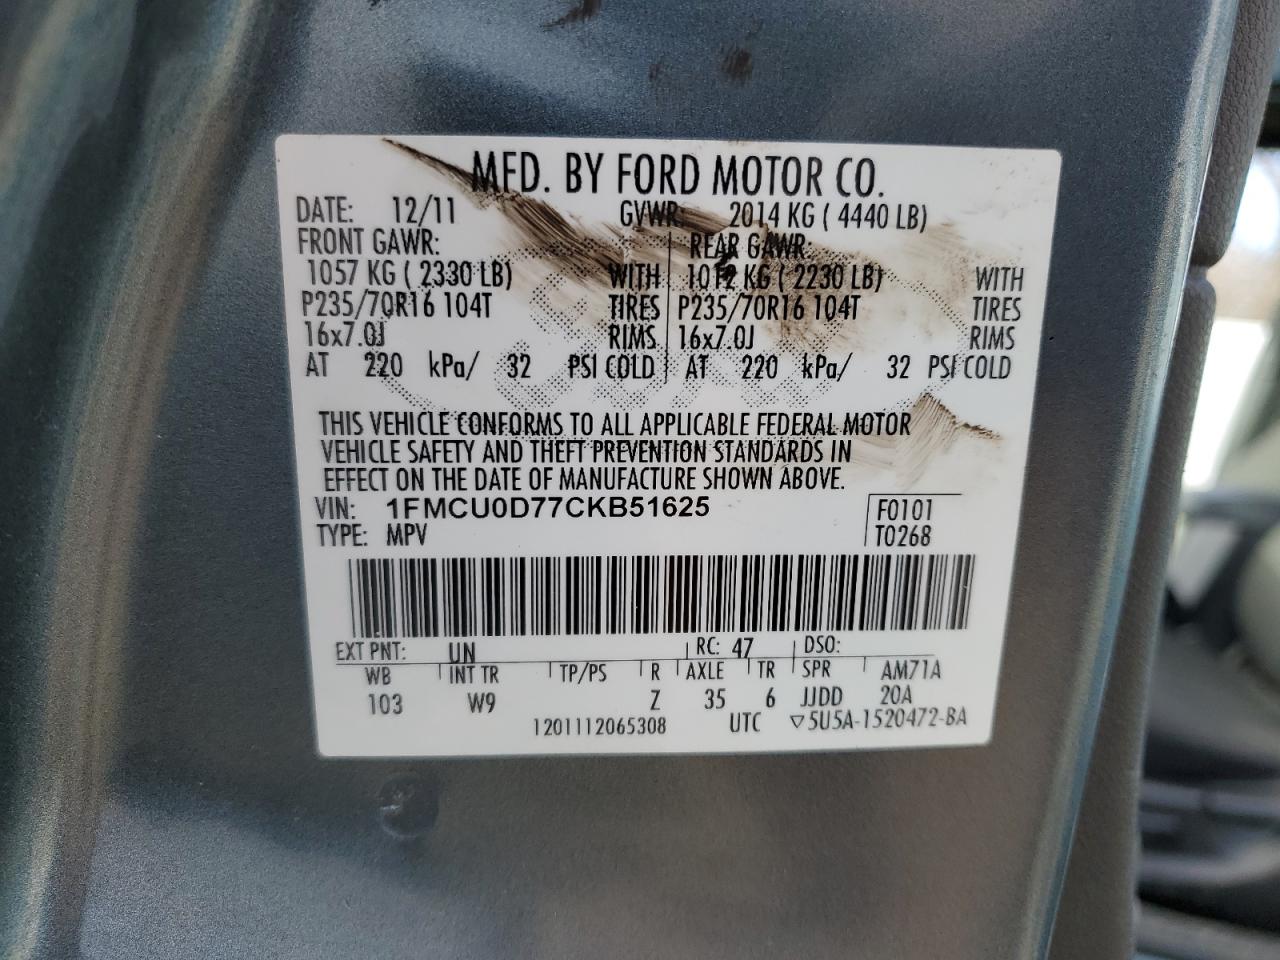 MFD. BY FORD MOTOR CO.
DATE: 12/11 GVWR: 2014 KG ( 4440 LB)
FRONT GAWR: REAR GAWR:
1057 KG ( 2330 LB) WITH 1012 KG ( 2230 LB) WITH
P235/70R16 104T TIRES P235/70R16 104T TIRES
16x7.0J RIMS 16x7.0J RIMS
AT 220 kPa/ 32 PSI COLD AT 220 kPa/ 32 PSI COLD
THIS VEHICLE CONFORMS TO ALL APPLICABLE FEDERAL MOTOR
VEHICLE SAFETY AND THEFT PREVENTION STANDARDS IN
EFFECT ON THE DATE OF MANUFACTURE SHOWN ABOVE.
VIN: 1FMCU0D77CKB51625 F0101
TYPE: MPV T0268
EXT PNT: UN RC: 47 DSO:
WB INT TR TP/PS R AXLE TR SPR AM71A
103 W9 Z 35 6 JJDD 20A
1201112065308 UTC ▽5U5A-1520472-BA